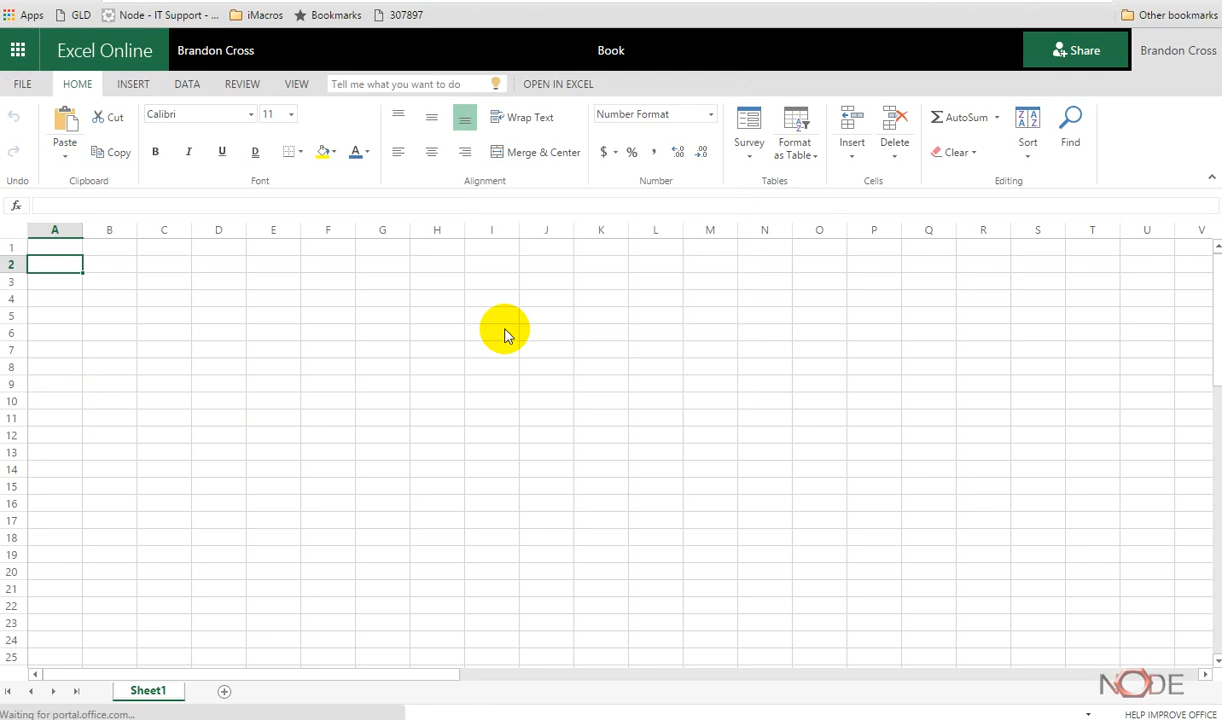 Apps GLD Node - IT Support - ... iMacros Bookmarks 307897 Other bookmarks
Excel Online Brandon Cross Book Share Brandon Cross
FILE HOME INSERT DATA REVIEW VIEW Tell me what you want to do OPEN IN EXCEL
Calibri 11 Number Format
Cut Wrap Text AutoSum
Paste Survey Format as Table Insert Delete Sort Find
Copy B I U D A Merge & Center $ % , .00 .00 Clear
Undo Clipboard Font Alignment Number Tables Cells Editing
fx
A B C D E F G H I J K L M N O P Q R S T U V
1
2
3
4
5
6
7
8
9
10
11
12
13
14
15
16
17
18
19
20
21
22
23
24
25
NODE
Sheet1
Waiting for portal.office.com... HELP IMPROVE OFFICE